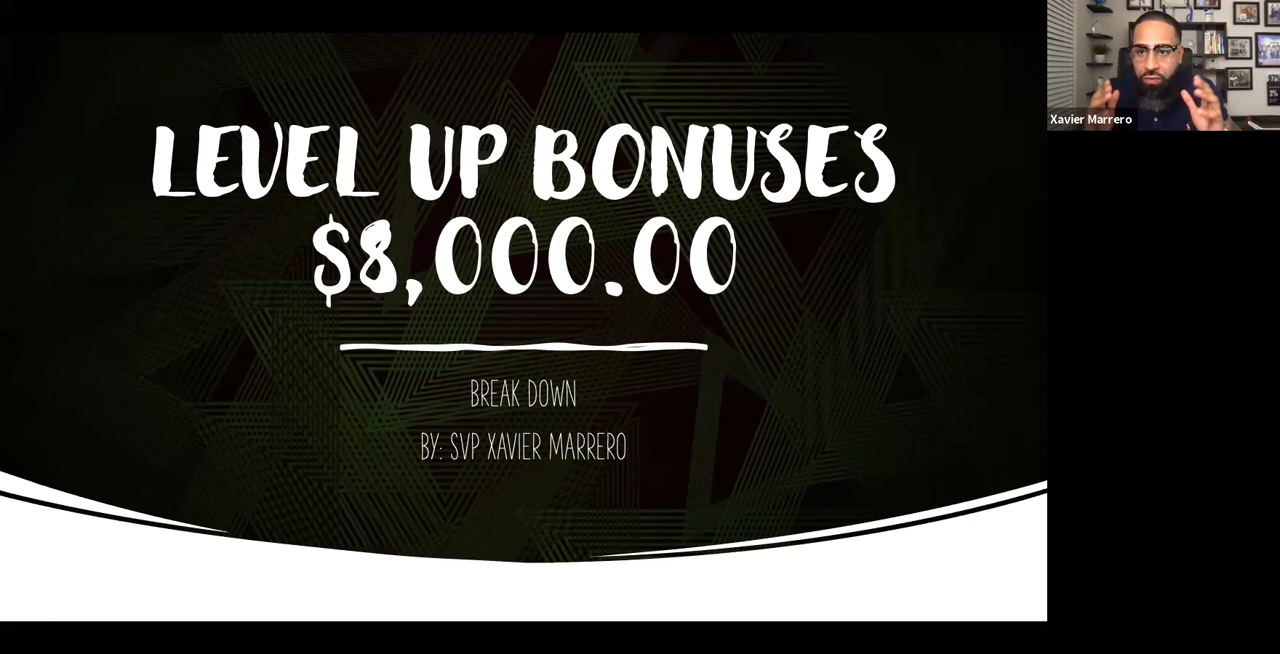 LEVEL UP BONUSES
$8,000.00
BREAK DOWN
BY: SVP XAVIER MARRERO
Xavier Marrero